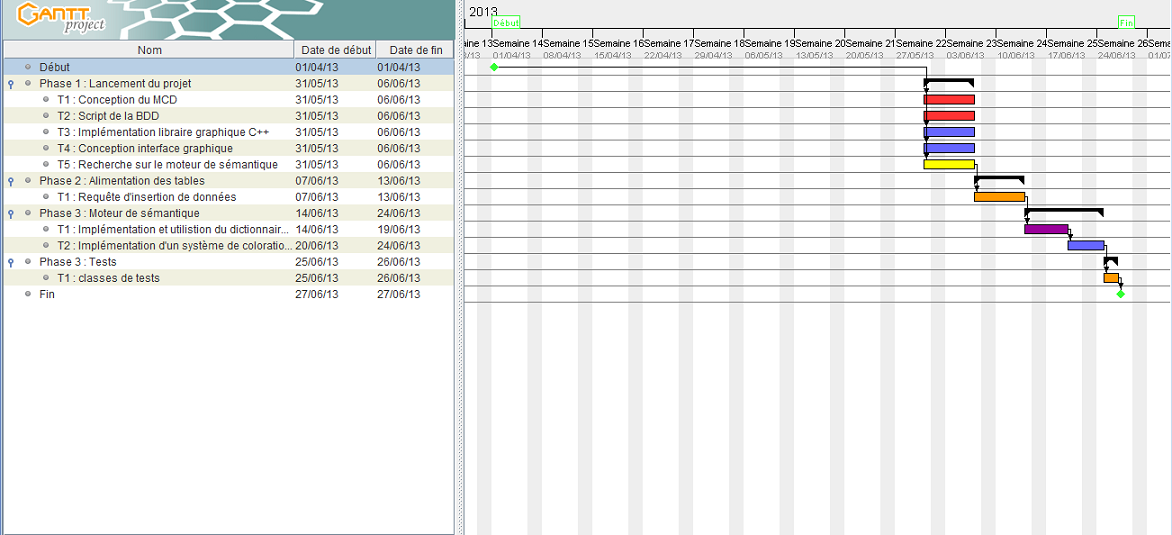 GANTT project
2013
Début
Fin
Nom Date de début Date de fin
ine 13 Semaine 14 Semaine 15 Semaine 16 Semaine 17 Semaine 18 Semaine 19 Semaine 20 Semaine 21 Semaine 22 Semaine 23 Semaine 24 Semaine 25 Semaine 26 Sem
3/13 01/04/13 08/04/13 15/04/13 22/04/13 29/04/13 06/05/13 13/05/13 20/05/13 27/05/13 03/06/13 10/06/13 17/06/13 24/06/13 01/07
Début 01/04/13 01/04/13
Phase 1 : Lancement du projet 31/05/13 06/06/13
T1 : Conception du MCD 31/05/13 06/06/13
T2 : Script de la BDD 31/05/13 06/06/13
T3 : Implémentation libraire graphique C++ 31/05/13 06/06/13
T4 : Conception interface graphique 31/05/13 06/06/13
T5 : Recherche sur le moteur de sémantique 31/05/13 06/06/13
Phase 2 : Alimentation des tables 07/06/13 13/06/13
T1 : Requête d'insertion de données 07/06/13 13/06/13
Phase 3 : Moteur de sémantique 14/06/13 24/06/13
T1 : Implémentation et utilistion du dictionnair... 14/06/13 19/06/13
T2 : Implémentation d'un système de coloratio... 20/06/13 24/06/13
Phase 3 : Tests 25/06/13 26/06/13
T1 : classes de tests 25/06/13 26/06/13
Fin 27/06/13 27/06/13